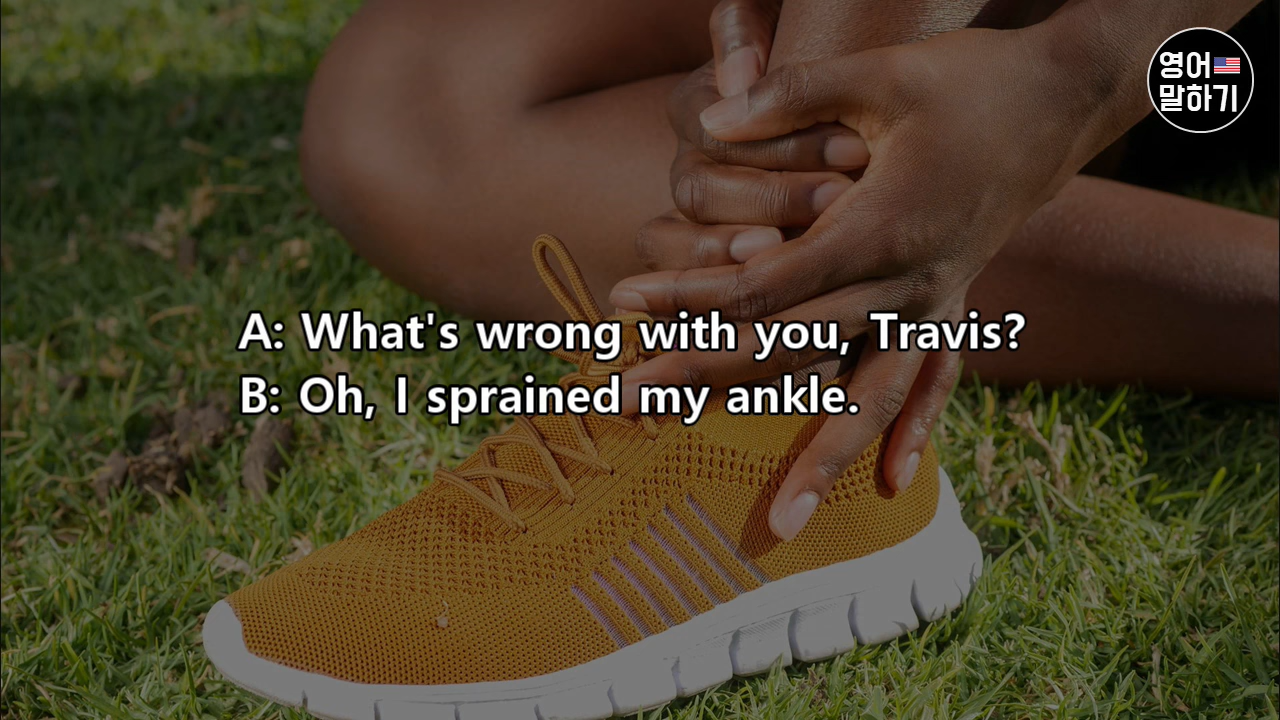 영어
말하기
A: What's wrong with you, Travis?
B: Oh, I sprained my ankle.